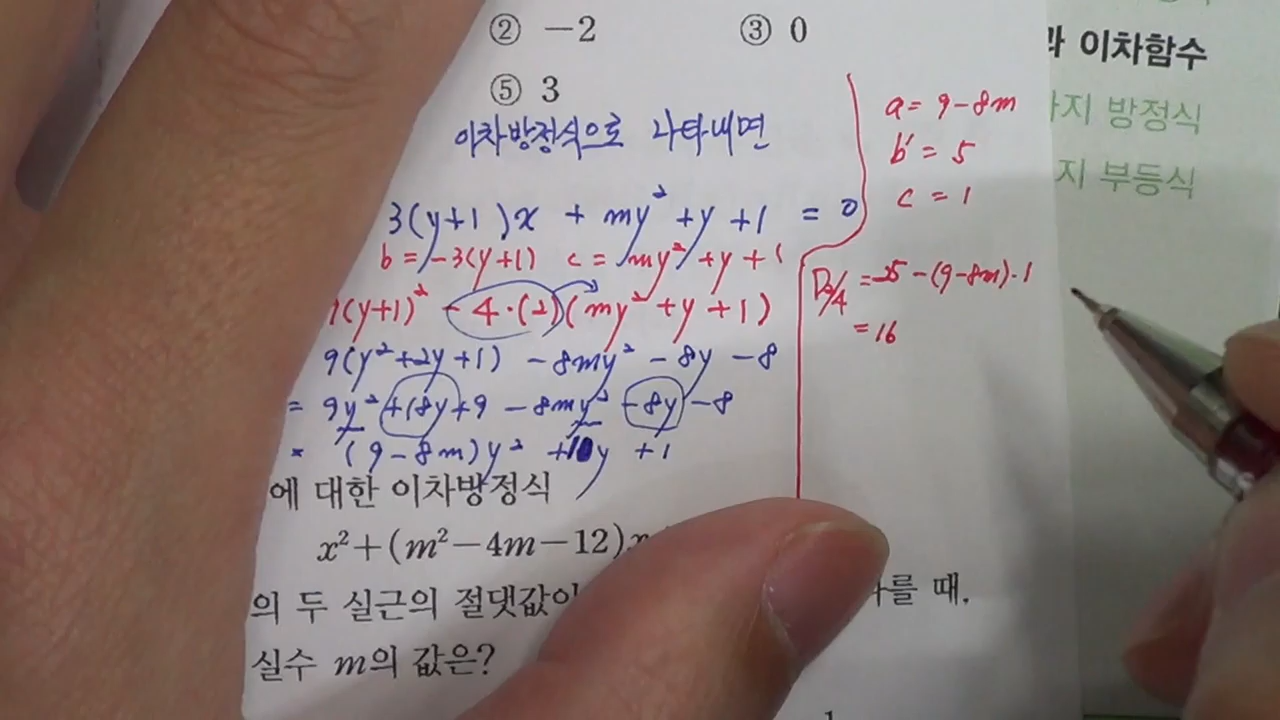 ② −2 ③ 0
⑤ 3
이차방정식으로 나타내면
3(y+1)x + my² + y + 1 = 0
b = −3(y+1) c = my² + y + 1
(y+1)² − 4·(2)(my² + y + 1)
9(y²+2y+1) − 8my² − 8y − 8
= 9y² + 18y + 9 − 8my² − 8y − 8
= (9−8m)y² + 10y + 1
a = 9−8m
b′ = 5
c = 1
D₂/4 = 25 − (9−8m)·1
= 16
에 대한 이차방정식
x² + (m² − 4m − 12)x
의 두 실근의 절댓값이 를 때,
실수 m의 값은?
이차함수
방정식
지 부등식